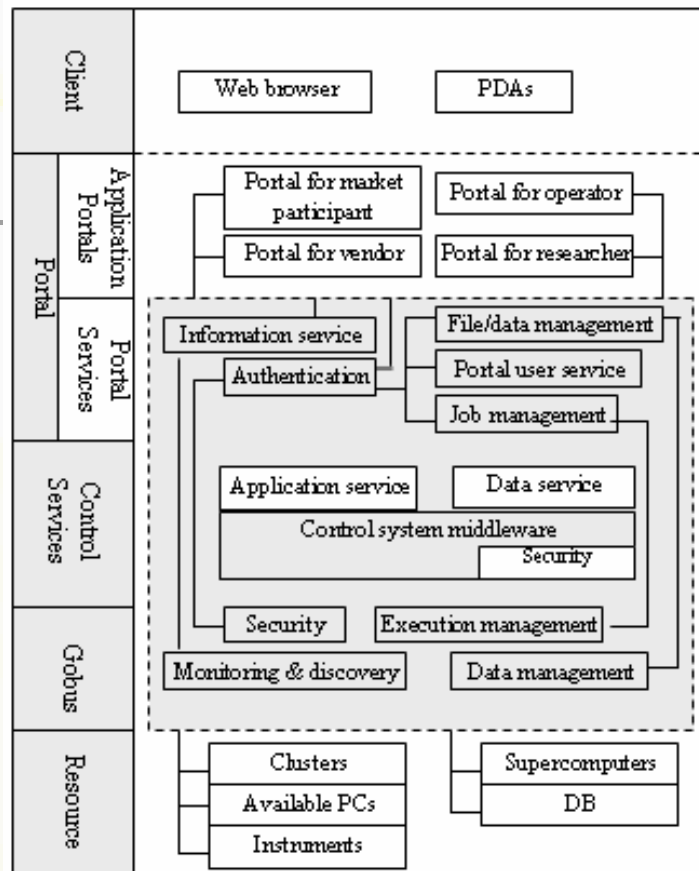 Client
Web browser
PDAs
Portal
Application
Portals
Portal for market
participant
Portal for operator
Portal for vendor
Portal for researcher
Portal
Services
Information service
File/data management
Authentication
Portal user service
Job management
Control
Services
Application service
Data service
Control system middleware
Security
Gobus
Security
Execution management
Monitoring & discovery
Data management
Resource
Clusters
Supercomputers
Available PCs
DB
Instruments